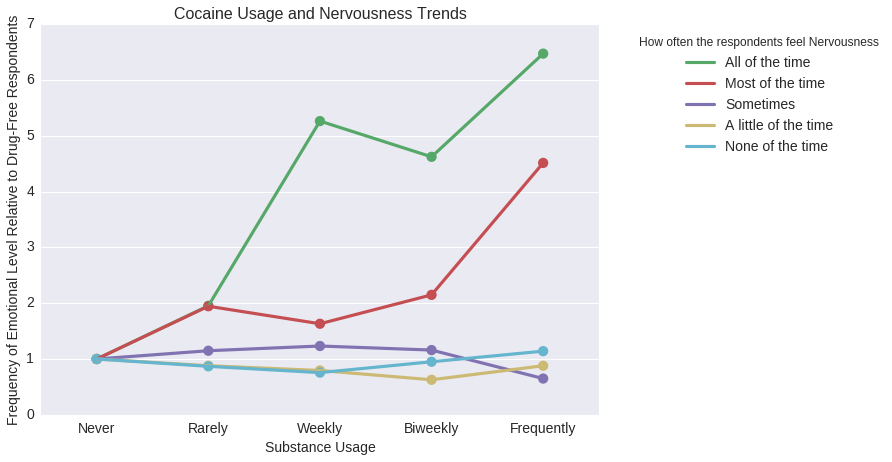 Cocaine Usage and Nervousness Trends
Frequency of Emotional Level Relative to Drug-Free Respondents
7
6
5
4
3
2
1
0
Never Rarely Weekly Biweekly Frequently
Substance Usage
How often the respondents feel Nervousness
All of the time
Most of the time
Sometimes
A little of the time
None of the time